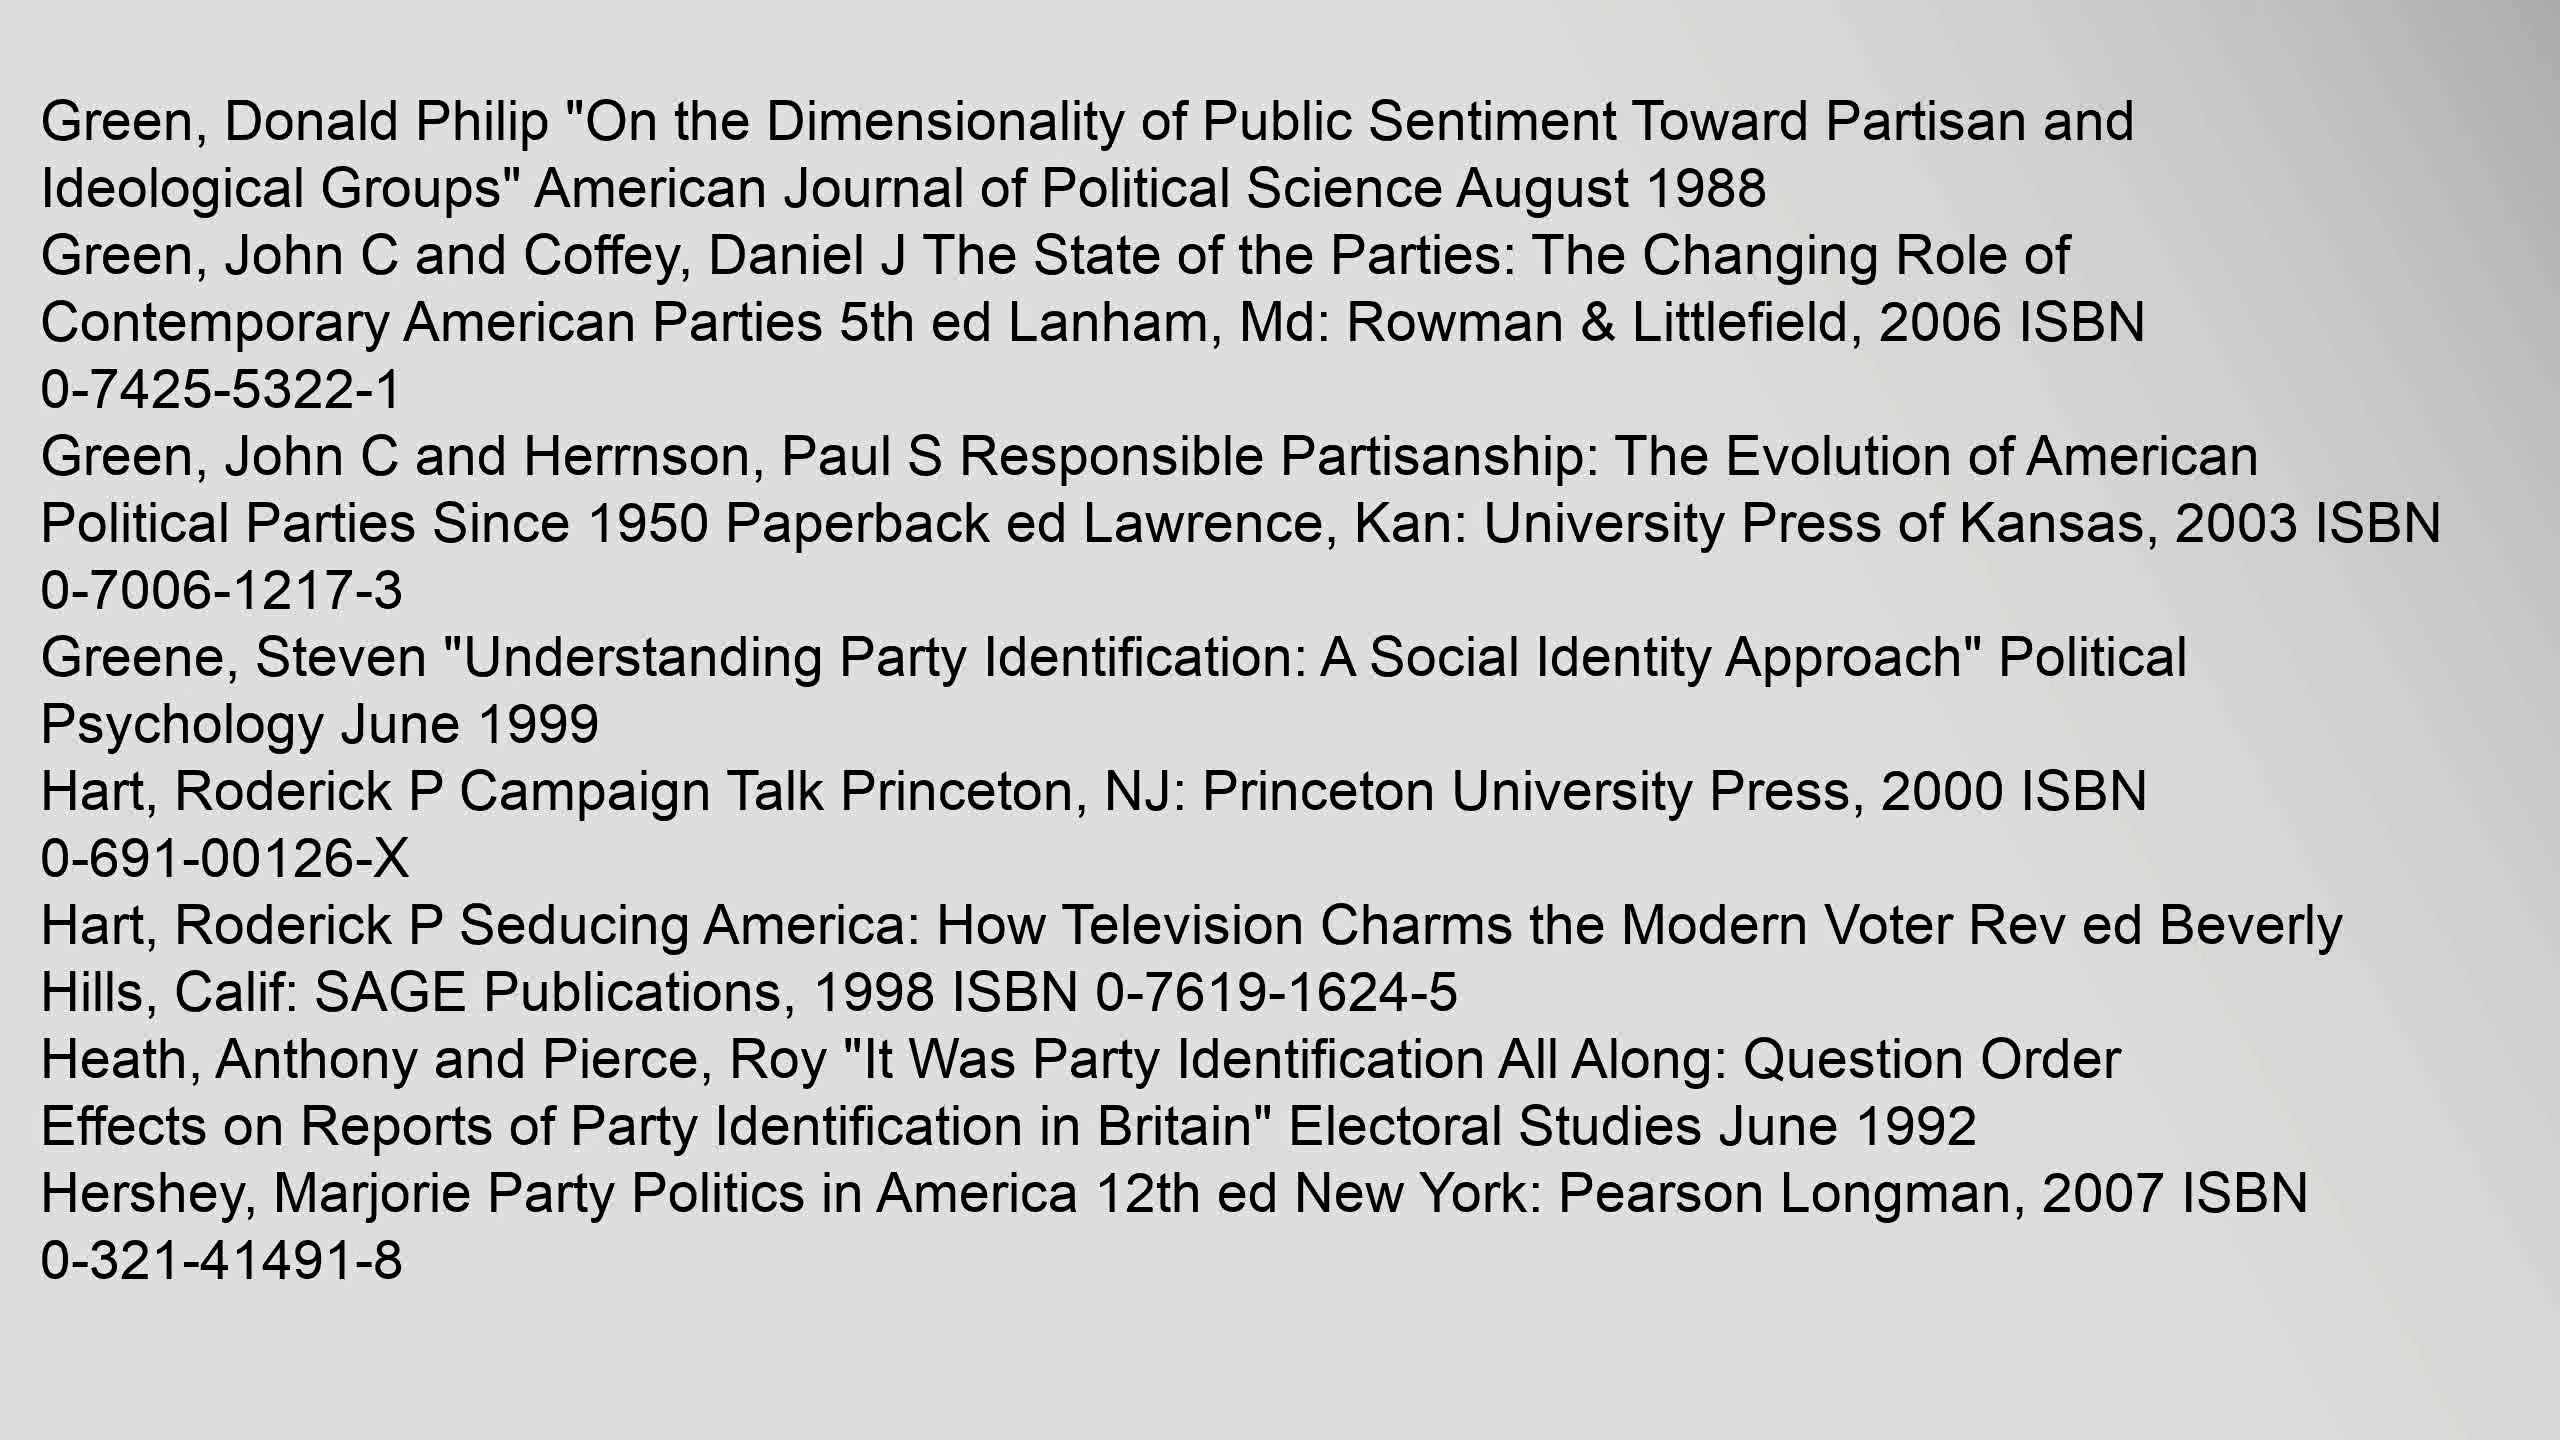 Green, Donald Philip "On the Dimensionality of Public Sentiment Toward Partisan and
Ideological Groups" American Journal of Political Science August 1988
Green, John C and Coffey, Daniel J The State of the Parties: The Changing Role of
Contemporary American Parties 5th ed Lanham, Md: Rowman & Littlefield, 2006 ISBN
0-7425-5322-1
Green, John C and Herrnson, Paul S Responsible Partisanship: The Evolution of American
Political Parties Since 1950 Paperback ed Lawrence, Kan: University Press of Kansas, 2003 ISBN
0-7006-1217-3
Greene, Steven "Understanding Party Identification: A Social Identity Approach" Political
Psychology June 1999
Hart, Roderick P Campaign Talk Princeton, NJ: Princeton University Press, 2000 ISBN
0-691-00126-X
Hart, Roderick P Seducing America: How Television Charms the Modern Voter Rev ed Beverly
Hills, Calif: SAGE Publications, 1998 ISBN 0-7619-1624-5
Heath, Anthony and Pierce, Roy "It Was Party Identification All Along: Question Order
Effects on Reports of Party Identification in Britain" Electoral Studies June 1992
Hershey, Marjorie Party Politics in America 12th ed New York: Pearson Longman, 2007 ISBN
0-321-41491-8